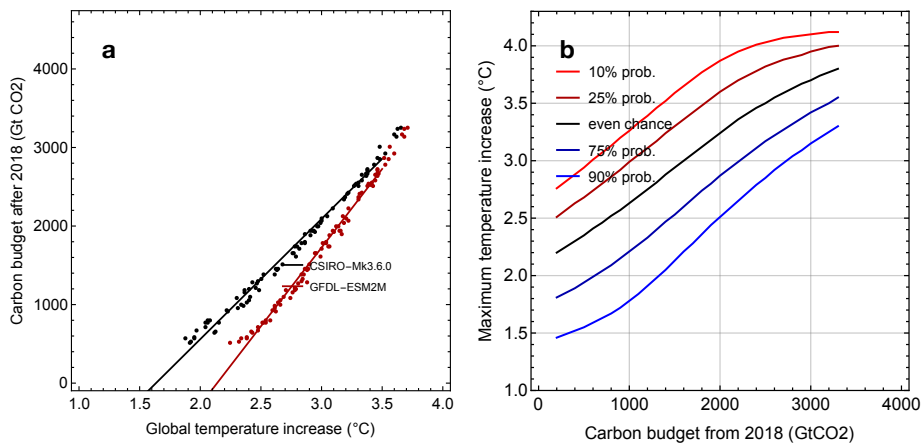 a
Carbon budget after 2018 (Gt CO2)
4000
3000
2000
1000
0
CSIRO−Mk3.6.0
GFDL−ESM2M
1.0 1.5 2.0 2.5 3.0 3.5 4.0
Global temperature increase (°C)
b
Maximum temperature increase (°C)
4.0
3.5
3.0
2.5
2.0
1.5
1.0
10% prob.
25% prob.
even chance
75% prob.
90% prob.
0 1000 2000 3000 4000
Carbon budget from 2018 (GtCO2)